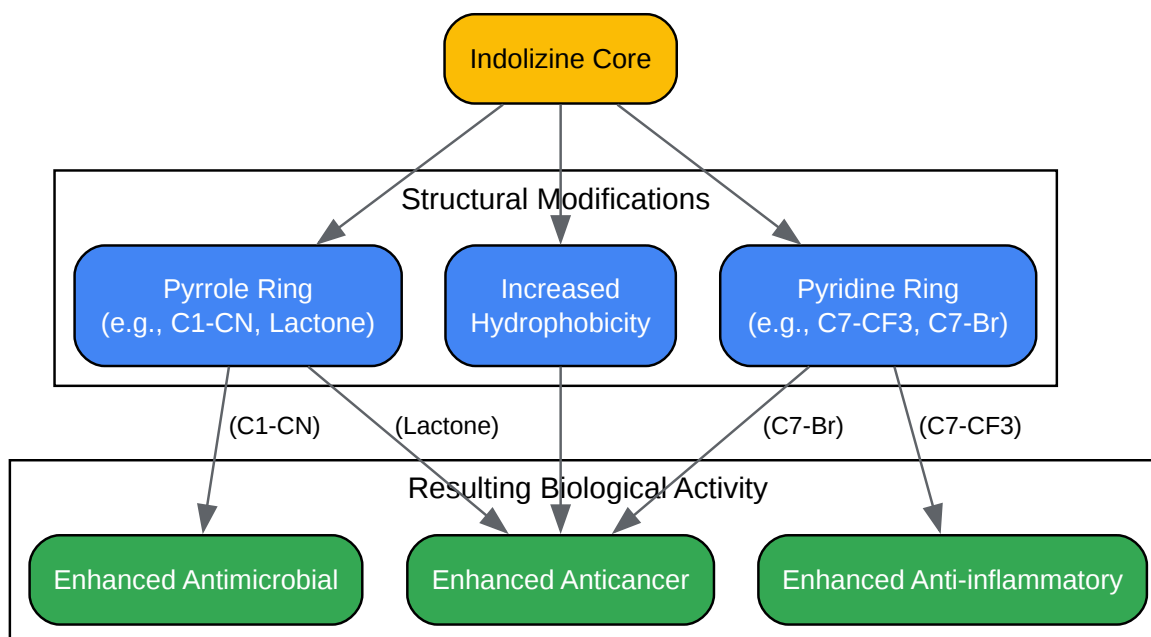 Indolizine Core
Structural Modifications
Pyrrole Ring
(e.g., C1-CN, Lactone)
Increased
Hydrophobicity
Pyridine Ring
(e.g., C7-CF3, C7-Br)
(C1-CN)
(Lactone)
(C7-Br)
(C7-CF3)
Resulting Biological Activity
Enhanced Antimicrobial
Enhanced Anticancer
Enhanced Anti-inflammatory